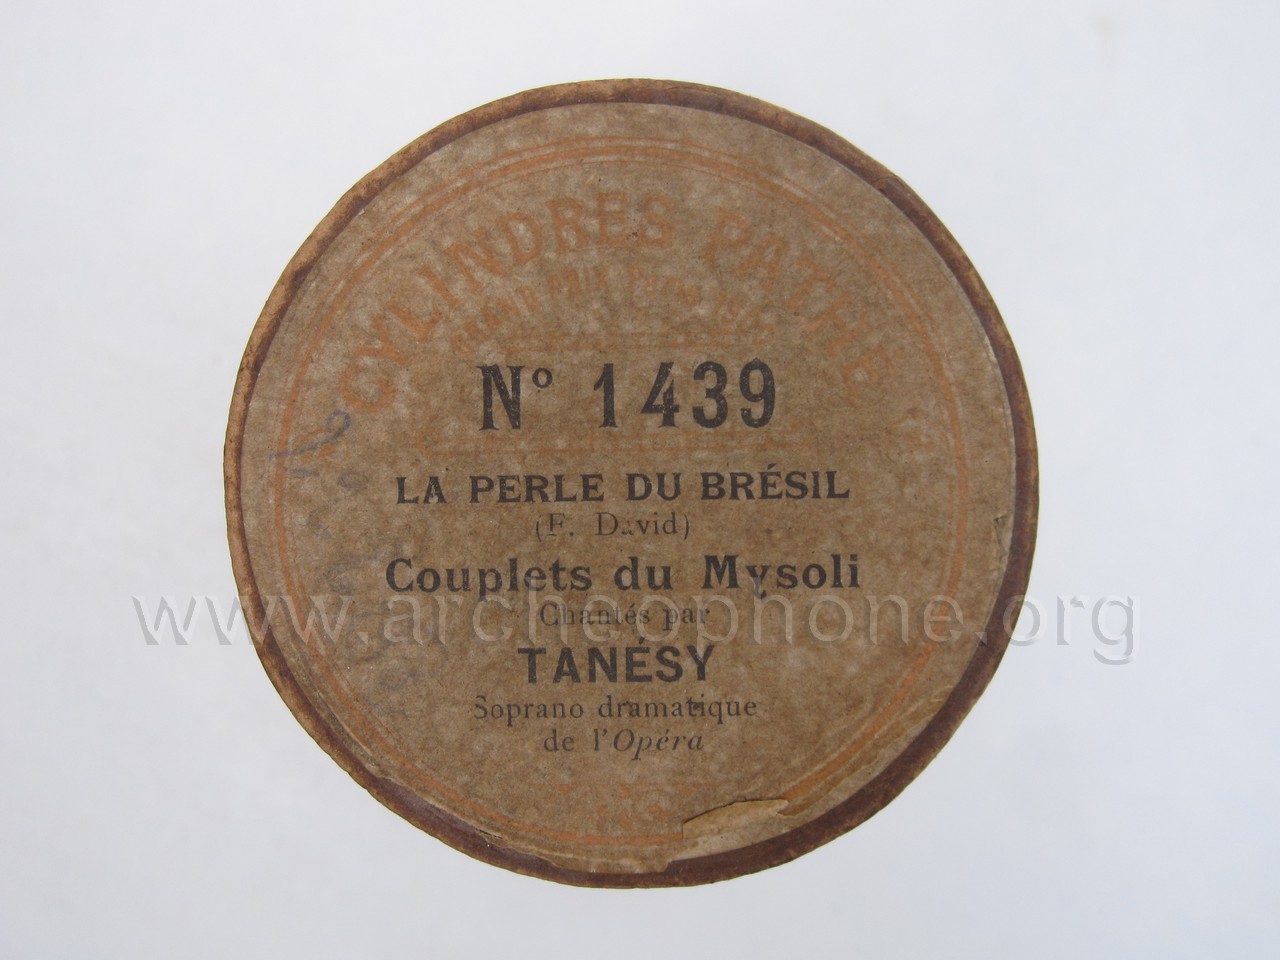 CYLINDRES PATHÉ
Nº 1439
LA PERLE DU BRÉSIL
(F. David)
Couplets du Mysoli
Chantés par
TANÉSY
Soprano dramatique
de l'Opéra
www.archeophone.org